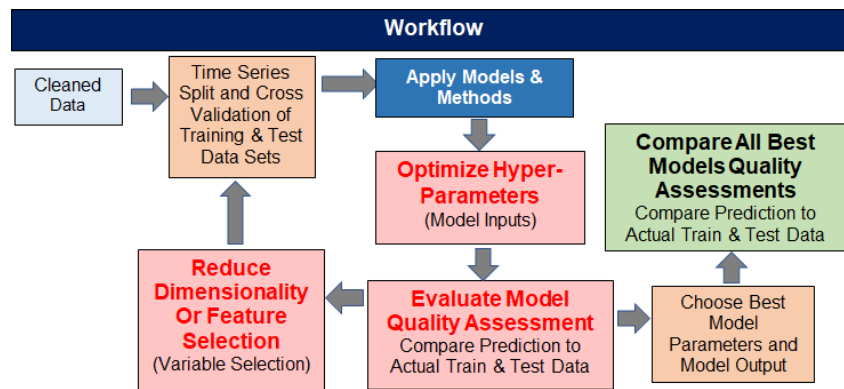 Workflow
Cleaned
Data
Time Series
Split and Cross
Validation of
Training & Test
Data Sets
Apply Models &
Methods
Optimize Hyper-
Parameters
(Model Inputs)
Compare All Best
Models Quality
Assessments
Compare Prediction to
Actual Train & Test Data
Reduce
Dimensionality
Or Feature
Selection
(Variable Selection)
Evaluate Model
Quality Assessment
Compare Prediction to
Actual Train & Test Data
Choose Best
Model
Parameters and
Model Output